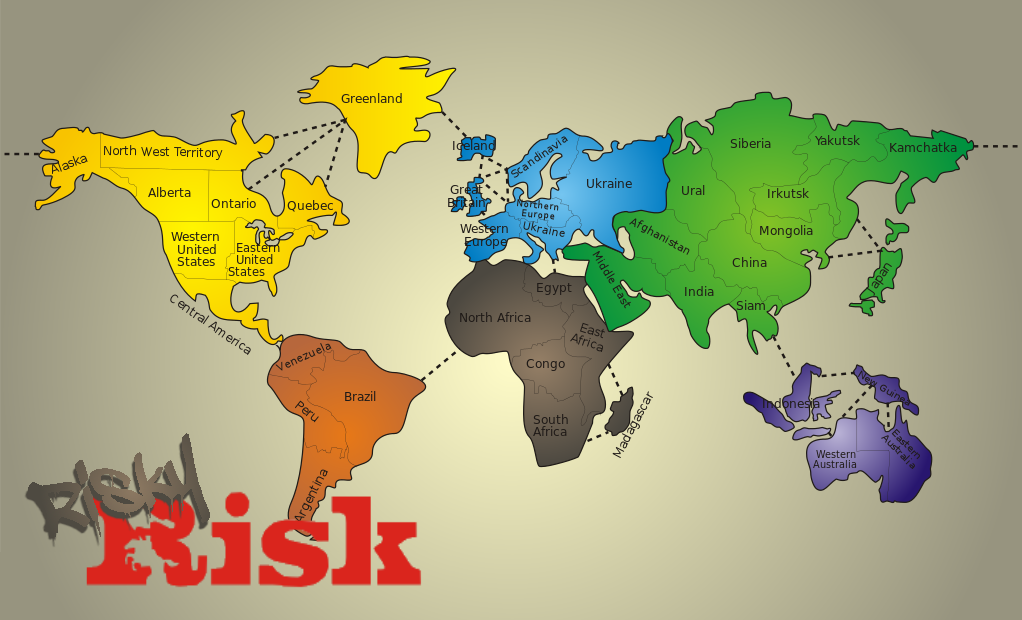 Greenland
Alaska
North West Territory
Alberta
Ontario
Quebec
Western
United
States
Eastern
United
States
Central America
Venezuela
Brazil
Peru
Argentina
Iceland
Scandinavia
Ukraine
Great
Britain
Northern
Europe
Ukraine
Western
Europe
Siberia
Yakutsk
Kamchatka
Ural
Irkutsk
Mongolia
Afghanistan
China
Japan
Middle East
India
Siam
Egypt
North Africa
East
Africa
Congo
South
Africa
Madagascar
Indonesia
New Guinea
Western
Australia
Eastern
Australia
RiSKY
Risk